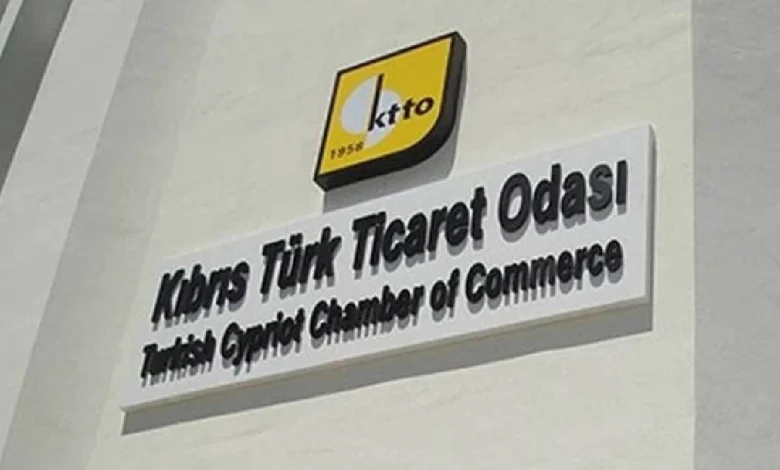 ktto
1958
Kıbrıs Türk Ticaret Odası
Turkish Cypriot Chamber of Commerce